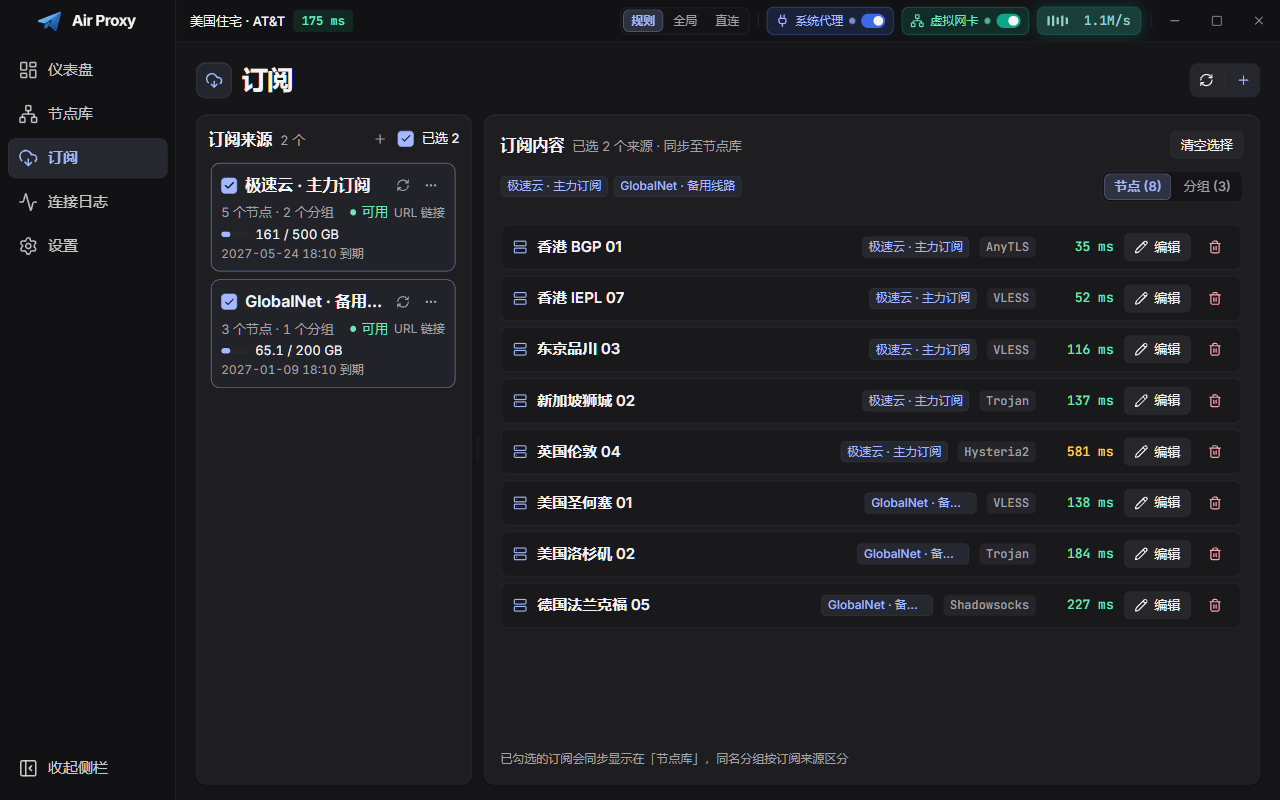 Air Proxy
美国住宅 · AT&T 175 ms
规则 全局 直连
系统代理
虚拟网卡
1.1M/s
仪表盘
节点库
订阅
连接日志
设置
收起侧栏
订阅
订阅来源 2 个
已选 2
极速云 · 主力订阅
5 个节点 · 2 个分组 可用 URL 链接
161 / 500 GB
2027-05-24 18:10 到期
GlobalNet · 备用...
3 个节点 · 1 个分组 可用 URL 链接
65.1 / 200 GB
2027-01-09 18:10 到期
订阅内容 已选 2 个来源 · 同步至节点库
清空选择
极速云 · 主力订阅 GlobalNet · 备用线路
节点 (8) 分组 (3)
香港 BGP 01 极速云 · 主力订阅 AnyTLS 35 ms 编辑
香港 IEPL 07 极速云 · 主力订阅 VLESS 52 ms 编辑
东京品川 03 极速云 · 主力订阅 VLESS 116 ms 编辑
新加坡狮城 02 极速云 · 主力订阅 Trojan 137 ms 编辑
英国伦敦 04 极速云 · 主力订阅 Hysteria2 581 ms 编辑
美国圣何塞 01 GlobalNet · 备... VLESS 138 ms 编辑
美国洛杉矶 02 GlobalNet · 备... Trojan 184 ms 编辑
德国法兰克福 05 GlobalNet · 备... Shadowsocks 227 ms 编辑
已勾选的订阅会同步显示在「节点库」，同名分组按订阅来源区分